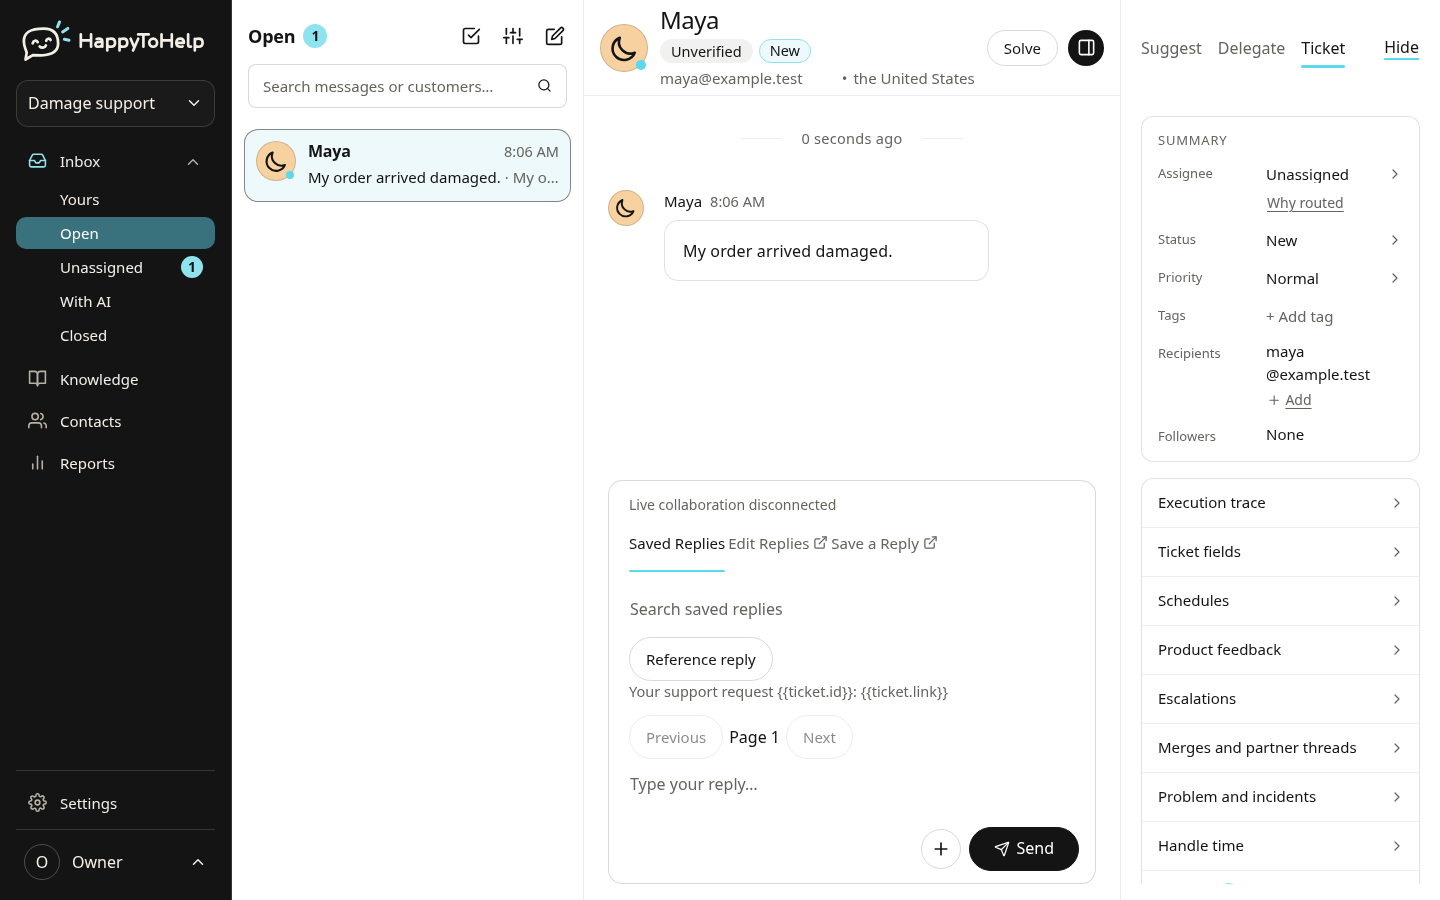 HappyToHelp
Damage support
Inbox
Yours
Open
Unassigned 1
With AI
Closed
Knowledge
Contacts
Reports
Settings
O Owner
Open 1
Search messages or customers...
Maya 8:06 AM
My order arrived damaged. · My o...
Maya
Unverified New
maya@example.test • the United States
Solve
0 seconds ago
Maya 8:06 AM
My order arrived damaged.
Live collaboration disconnected
Saved Replies Edit Replies Save a Reply
Search saved replies
Reference reply
Your support request {{ticket.id}}: {{ticket.link}}
Previous Page 1 Next
Type your reply...
Send
Suggest Delegate Ticket Hide
SUMMARY
Assignee Unassigned
Why routed
Status New
Priority Normal
Tags + Add tag
Recipients maya
@example.test
+ Add
Followers None
Execution trace
Ticket fields
Schedules
Product feedback
Escalations
Merges and partner threads
Problem and incidents
Handle time